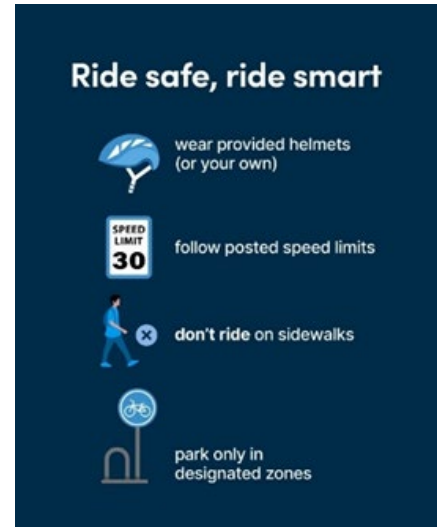 Ride safe, ride smart
wear provided helmets
(or your own)
SPEED
LIMIT
30
follow posted speed limits
don't ride on sidewalks
park only in
designated zones